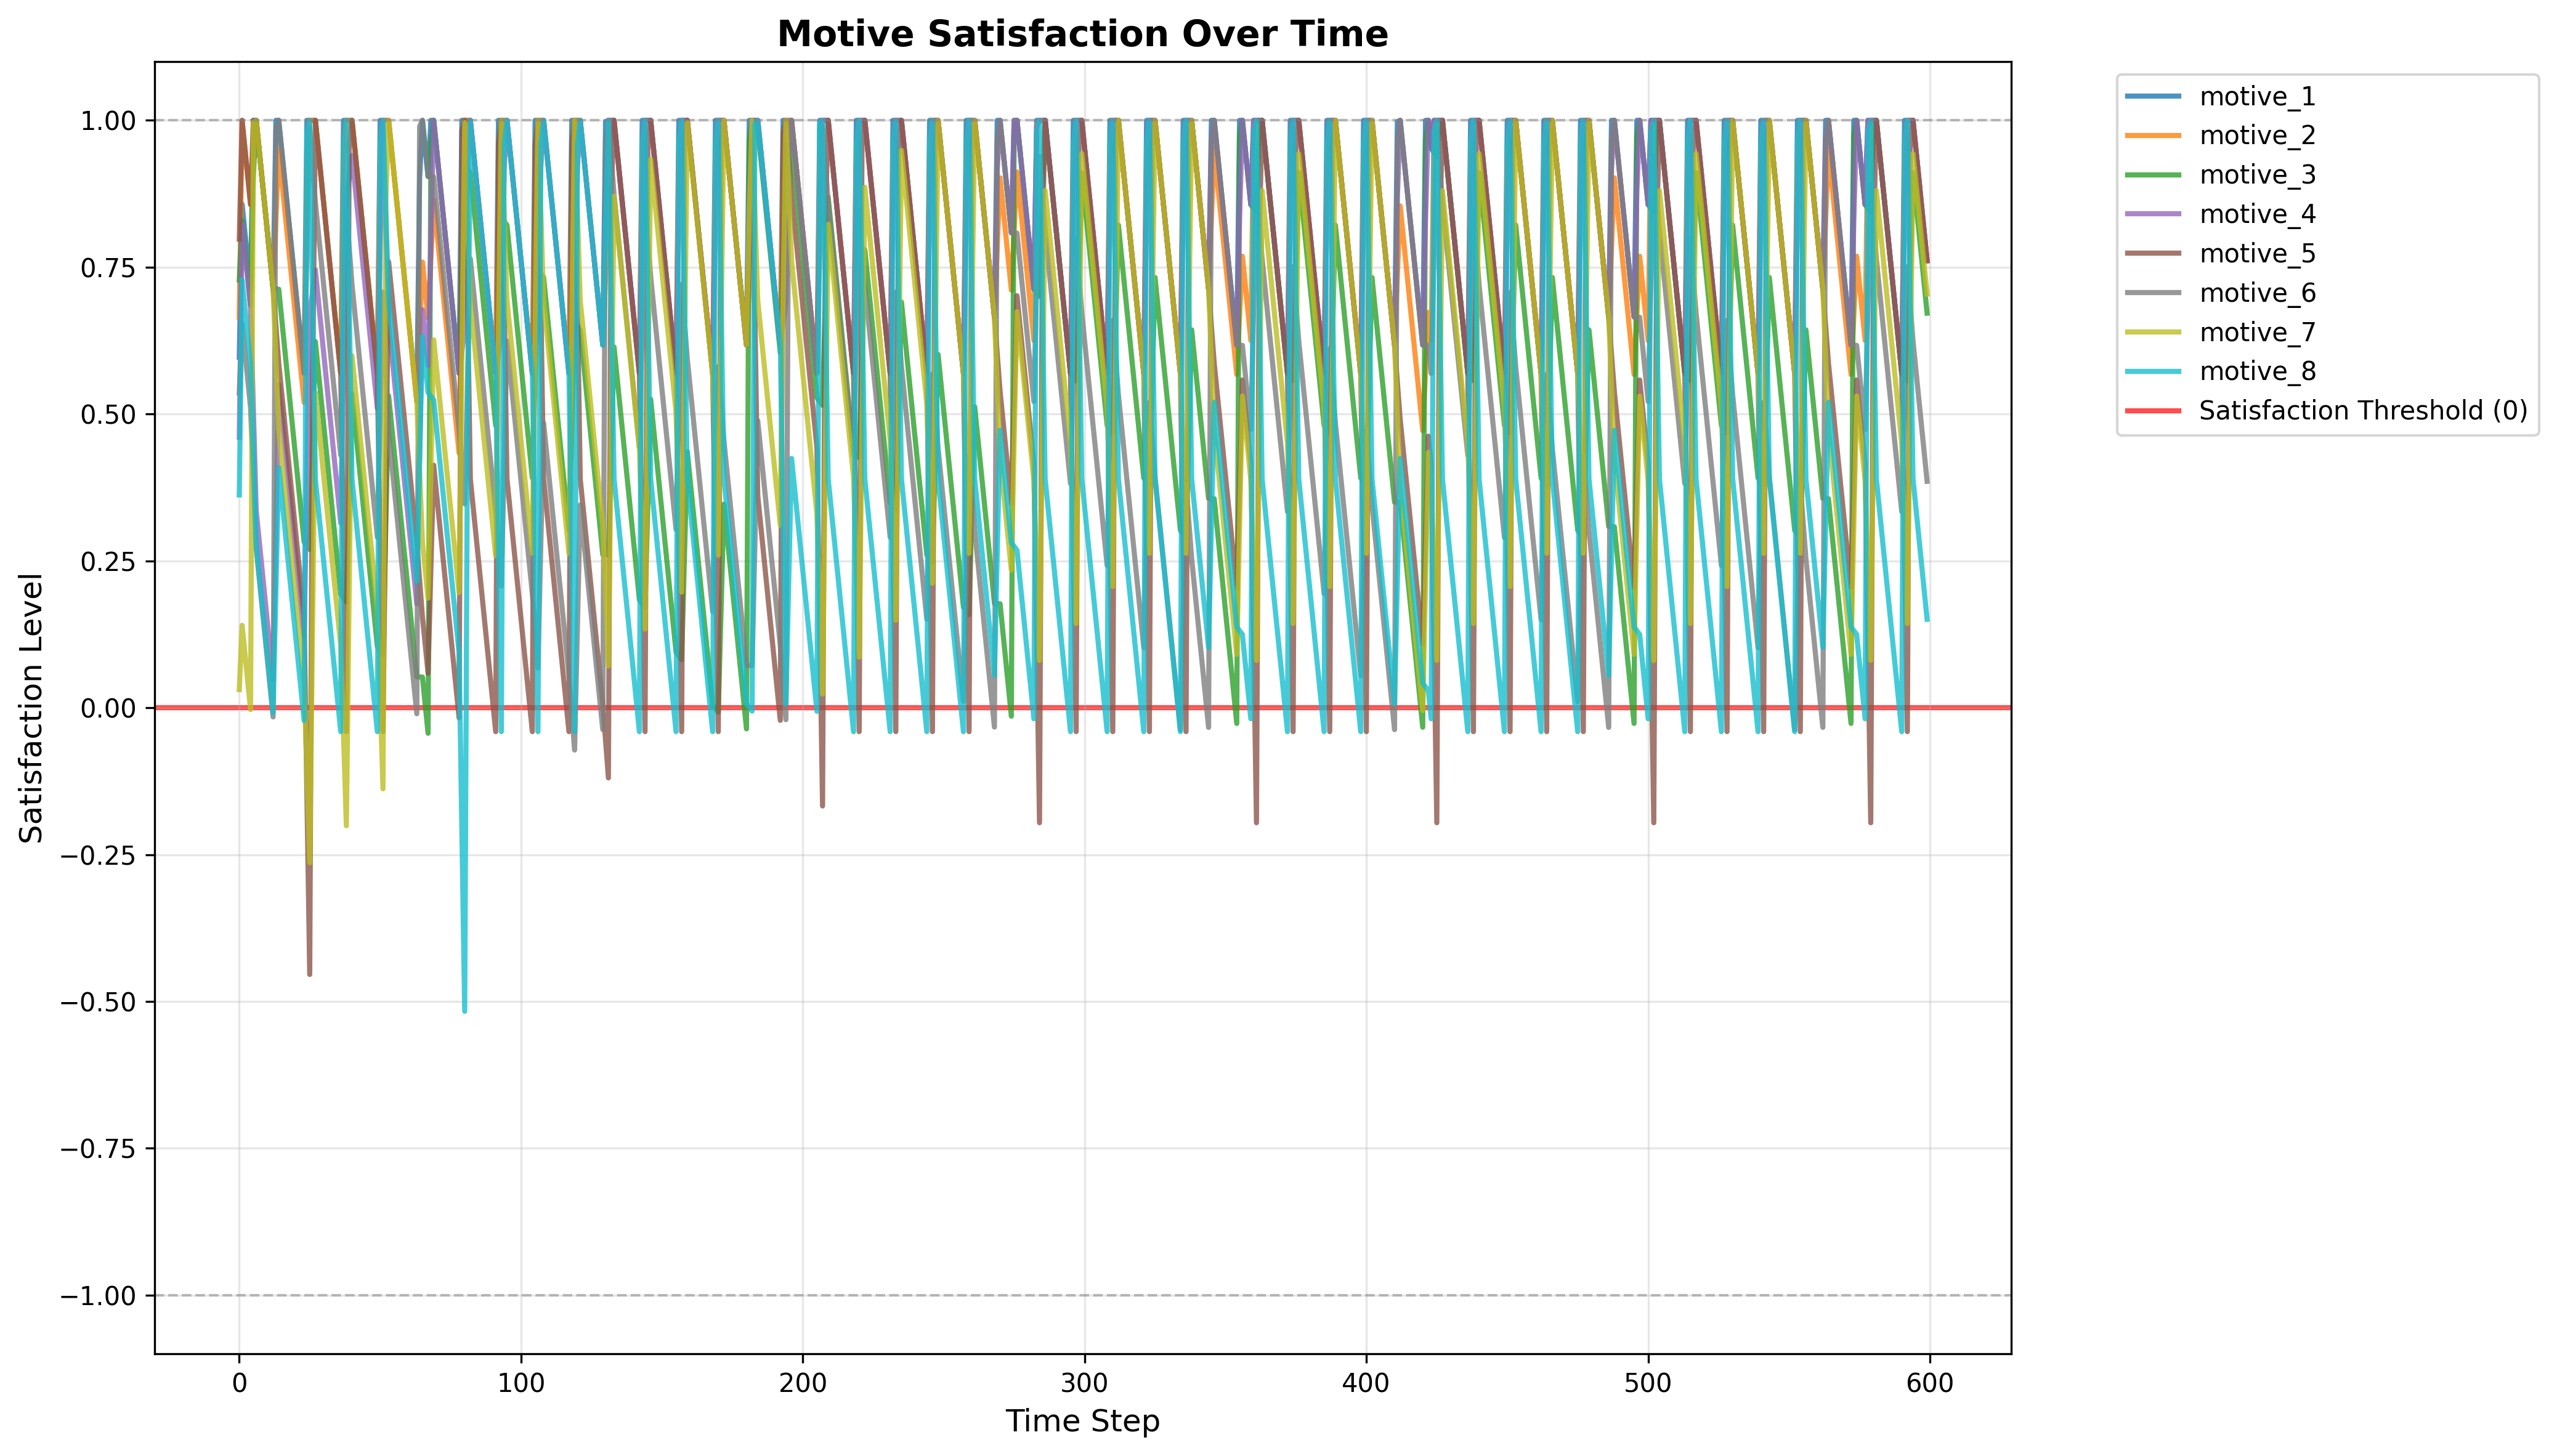 Motive Satisfaction Over Time
motive_1
motive_2
motive_3
motive_4
motive_5
motive_6
motive_7
motive_8
Satisfaction Threshold (0)
Satisfaction Level
1.00
0.75
0.50
0.25
0.00
−0.25
−0.50
−0.75
−1.00
0 100 200 300 400 500 600
Time Step